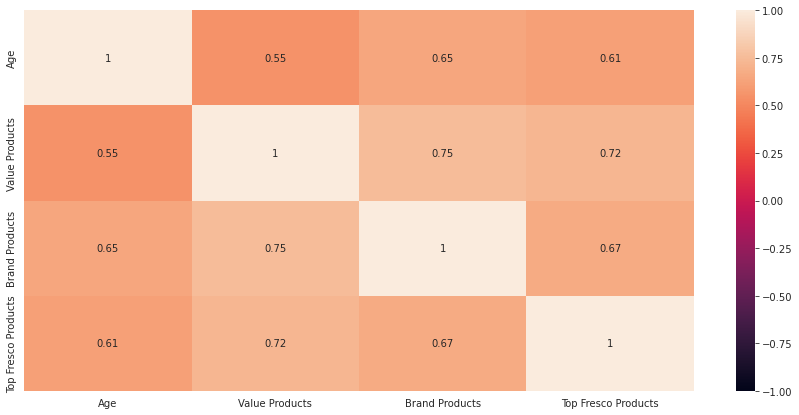 Age 1 0.55 0.65 0.61
Value Products 0.55 1 0.75 0.72
Brand Products 0.65 0.75 1 0.67
Top Fresco Products 0.61 0.72 0.67 1
Age Value Products Brand Products Top Fresco Products
1.00
0.75
0.50
0.25
0.00
−0.25
−0.50
−0.75
−1.00